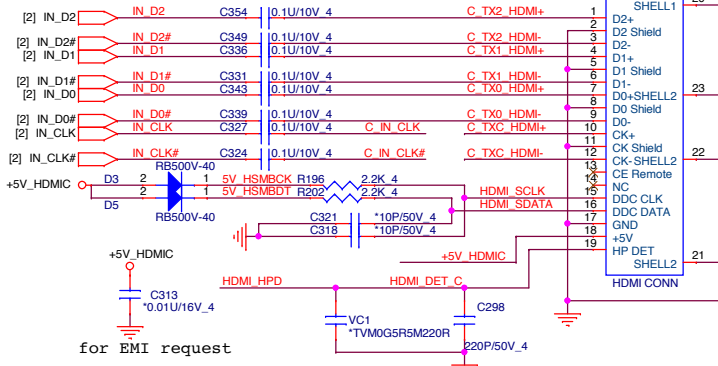 SHELL1
[2] IN_D2 IN_D2 C354 0.1U/10V_4 C_TX2_HDMI+ 1 D2+
2 D2 Shield
[2] IN_D2# IN_D2# C349 0.1U/10V_4 C_TX2_HDMI- 3 D2-
[2] IN_D1 IN_D1 C336 0.1U/10V_4 C_TX1_HDMI+ 4 D1+
5 D1 Shield
[2] IN_D1# IN_D1# C331 0.1U/10V_4 C_TX1_HDMI- 6 D1-
[2] IN_D0 IN_D0 C343 0.1U/10V_4 C_TX0_HDMI+ 7 D0+SHELL2 23
8 D0 Shield
[2] IN_D0# IN_D0# C339 0.1U/10V_4 C_TX0_HDMI- 9 D0-
[2] IN_CLK IN_CLK C327 0.1U/10V_4 C_IN_CLK C_TXC_HDMI+ 10 CK+
11 CK Shield
[2] IN_CLK# IN_CLK# C324 0.1U/10V_4 C_IN_CLK# C_TXC_HDMI- 12 CK-SHELL2 22
RB500V-40 13 CE Remote
+5V_HDMIC D3 2 1 5V_HSMBCK R196 2.2K_4 14 NC
HDMI_SCLK 15 DDC CLK
D5 2 1 5V_HSMBDT R202 2.2K_4 HDMI_SDATA 16 DDC DATA
RB500V-40
C321 *10P/50V_4 17 GND
C318 *10P/50V_4 18 +5V
+5V_HDMIC +5V_HDMIC 19 HP DET
SHELL2 21
HDMI_HPD HDMI_DET_C HDMI CONN
C313
*0.01U/16V_4
VC1 C298
*TVM0G5R5M220R
220P/50V_4
for EMI request